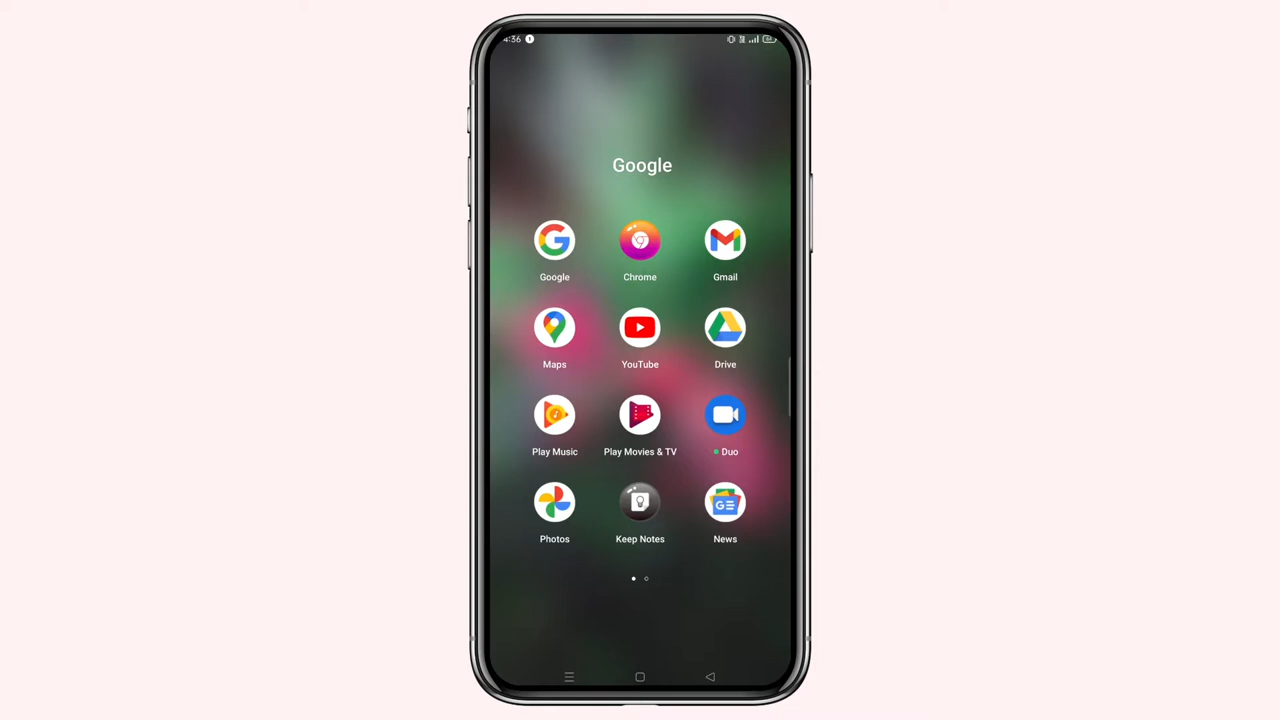 4:36
Google
Google Chrome Gmail
Maps YouTube Drive
Play Music Play Movies & TV Duo
Photos Keep Notes News